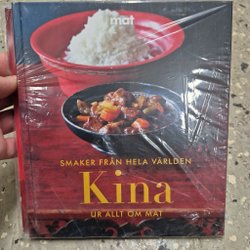 mat
SMAKER FRÅN HELA VÄRLDEN
Kina
UR ALLT OM MAT